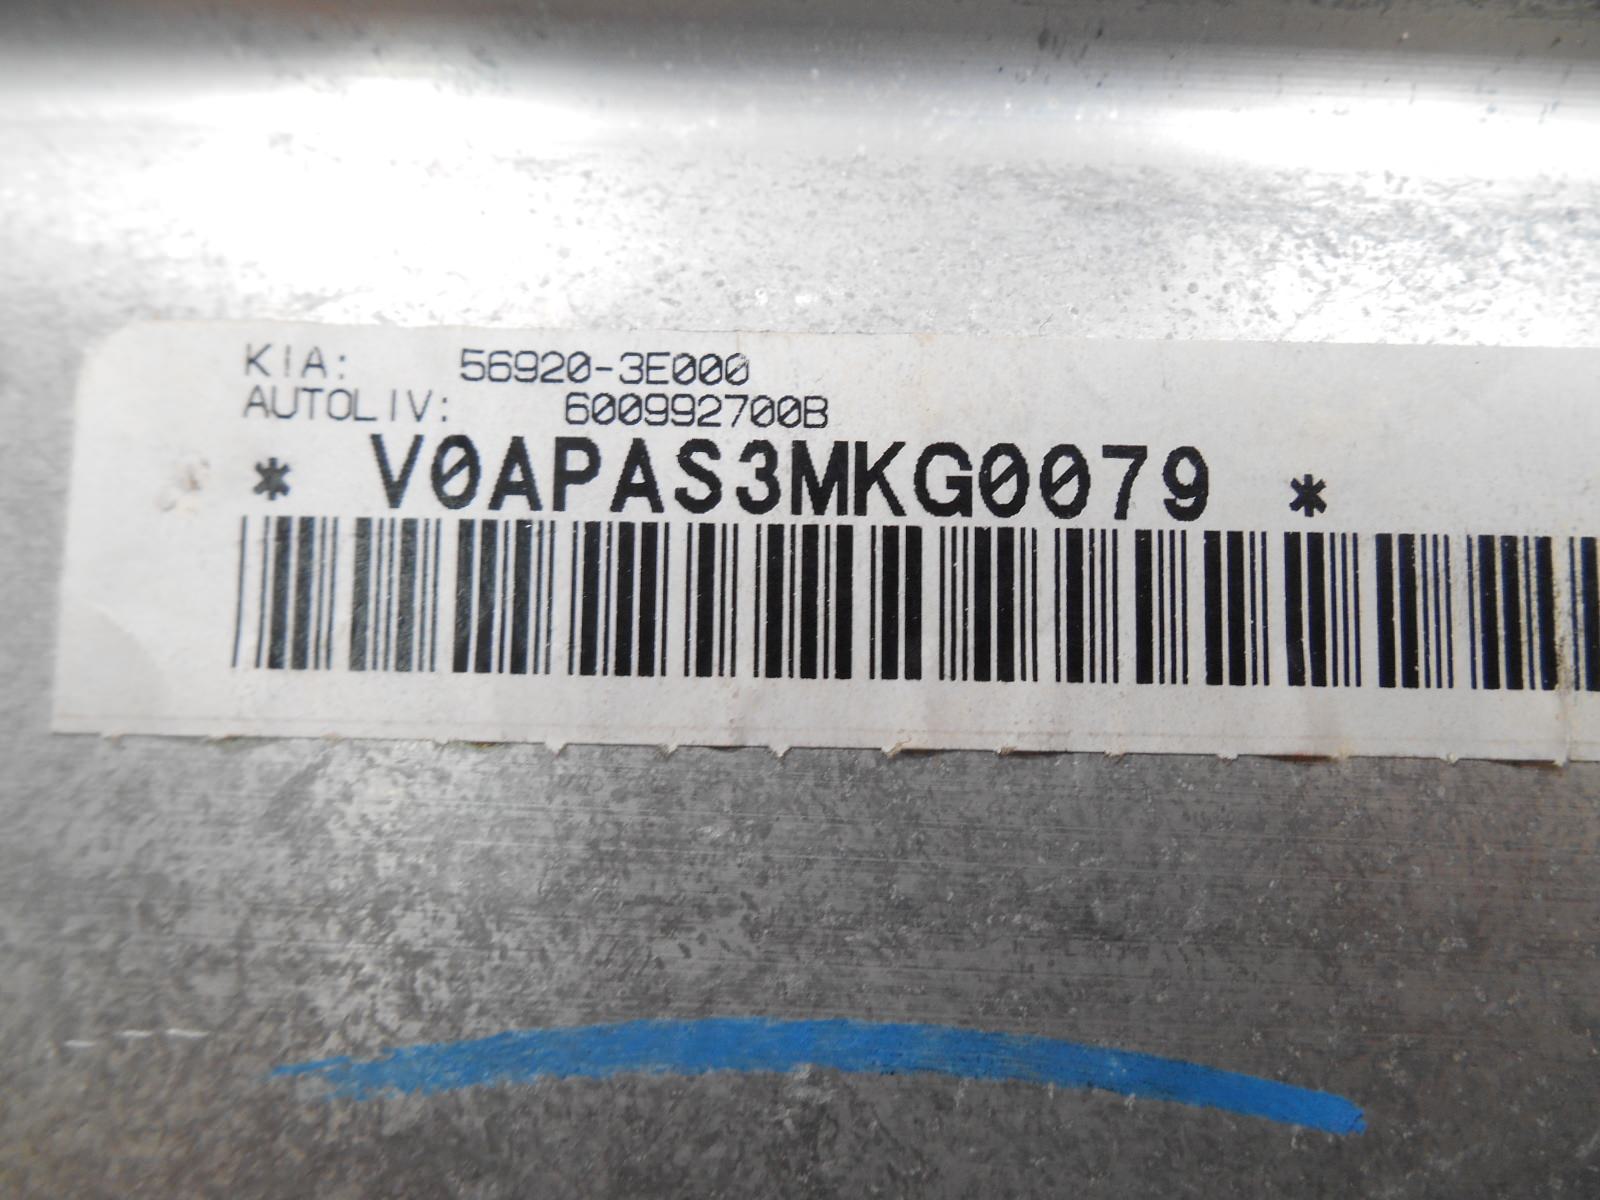 KIA: 56920-3E000
AUTOLIV: 600992700B
* V0APAS3MKG0079 *